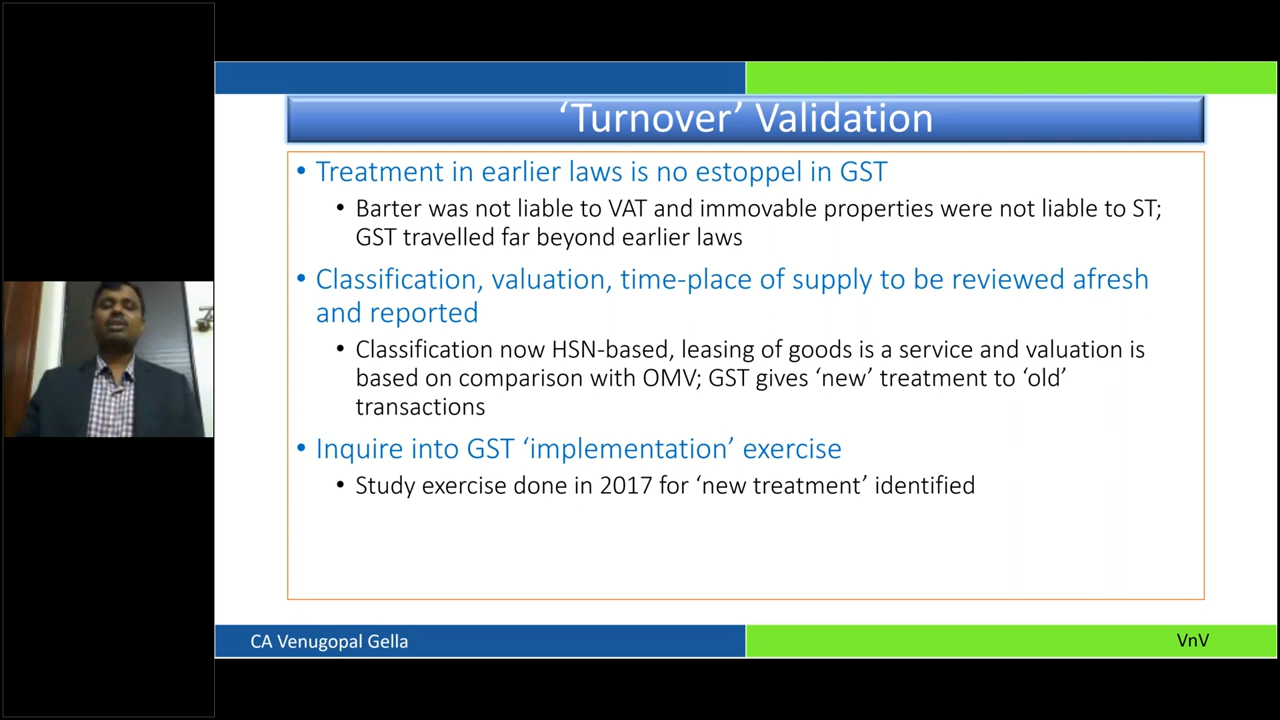 ‘Turnover’ Validation
• Treatment in earlier laws is no estoppel in GST
• Barter was not liable to VAT and immovable properties were not liable to ST;
GST travelled far beyond earlier laws
• Classification, valuation, time-place of supply to be reviewed afresh
and reported
• Classification now HSN-based, leasing of goods is a service and valuation is
based on comparison with OMV; GST gives ‘new’ treatment to ‘old’
transactions
• Inquire into GST ‘implementation’ exercise
• Study exercise done in 2017 for ‘new treatment’ identified
CA Venugopal Gella
VnV